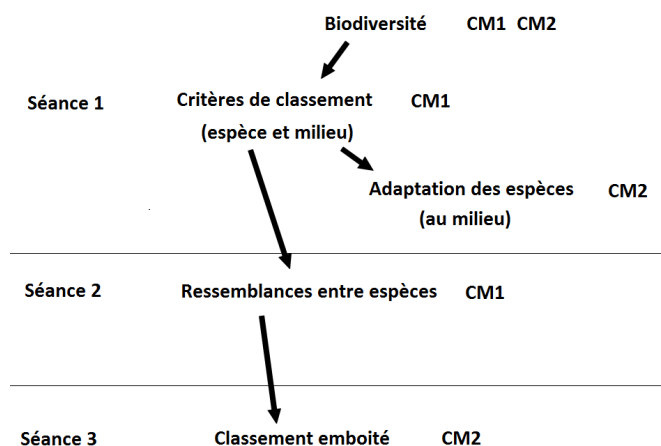 Biodiversité CM1 CM2
Séance 1 Critères de classement CM1
(espèce et milieu)
Adaptation des espèces CM2
(au milieu)
Séance 2 Ressemblances entre espèces CM1
Séance 3 Classement emboité CM2